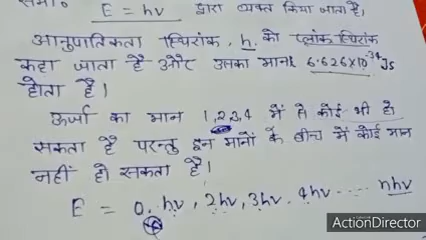 E = hν द्वारा व्यक्त किया जाता है,
आनुपातिकता स्थिरांक, h को प्लांक स्थिरांक
कहा जाता है और उसका मान 6.626×10⁻³⁴ Js
होता है।
ऊर्जा का मान 1,2,3,4 में से कोई भी हो
सकता है परन्तु इन मानों के बीच में कोई मान
नहीं हो सकता है।
E = 0, hν, 2hν, 3hν, 4hν ..... nhν
ActionDirector